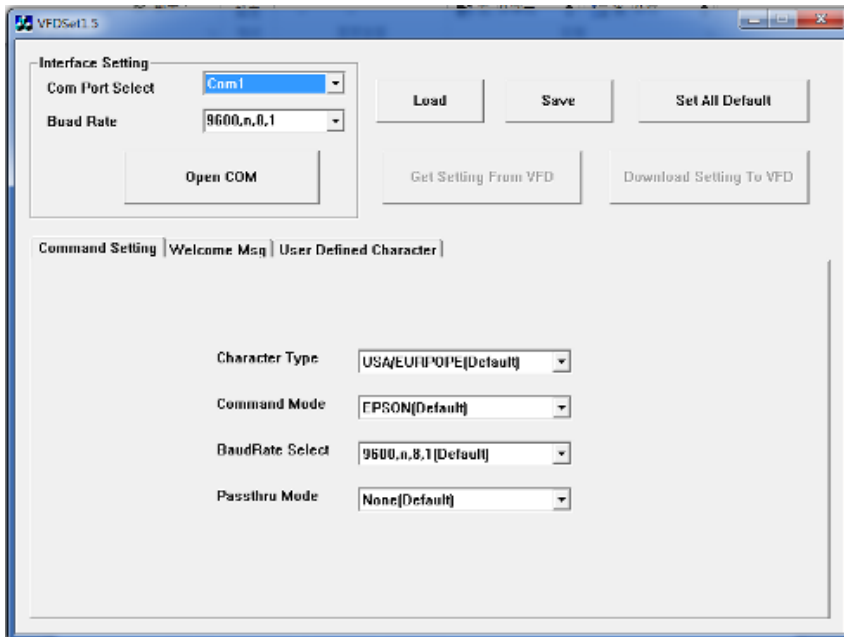 VFDSet1.5
Interface Setting
Com Port Select Com1
Buad Rate 9600,n,8,1
Open COM
Load Save Set All Default
Get Setting From VFD Download Setting To VFD
Command Setting Welcome Msg User Defined Character
Character Type USA/EURPOPE(Default)
Command Mode EPSON(Default)
BaudRate Select 9600,n,8,1(Default)
Passthru Mode None(Default)